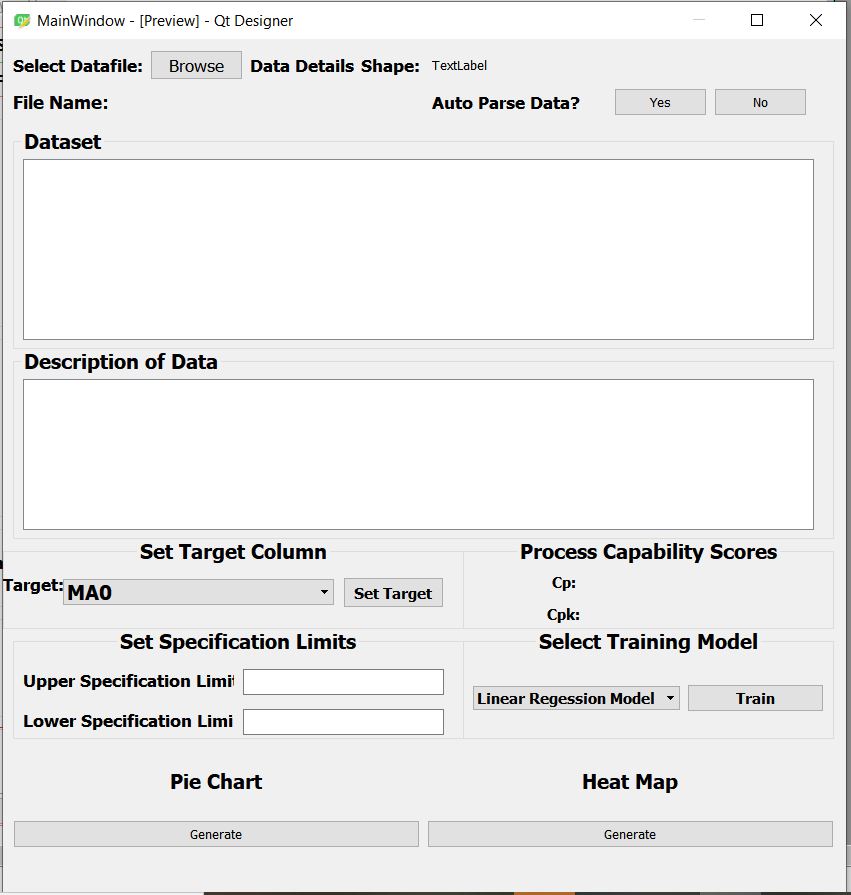 MainWindow - [Preview] - Qt Designer
Select Datafile: Browse Data Details Shape: TextLabel
File Name: Auto Parse Data? Yes No
Dataset
Description of Data
Set Target Column Process Capability Scores
Target: MA0 Set Target Cp:
Cpk:
Set Specification Limits Select Training Model
Upper Specification Limit
Linear Regression Model Train
Lower Specification Limi
Pie Chart Heat Map
Generate Generate